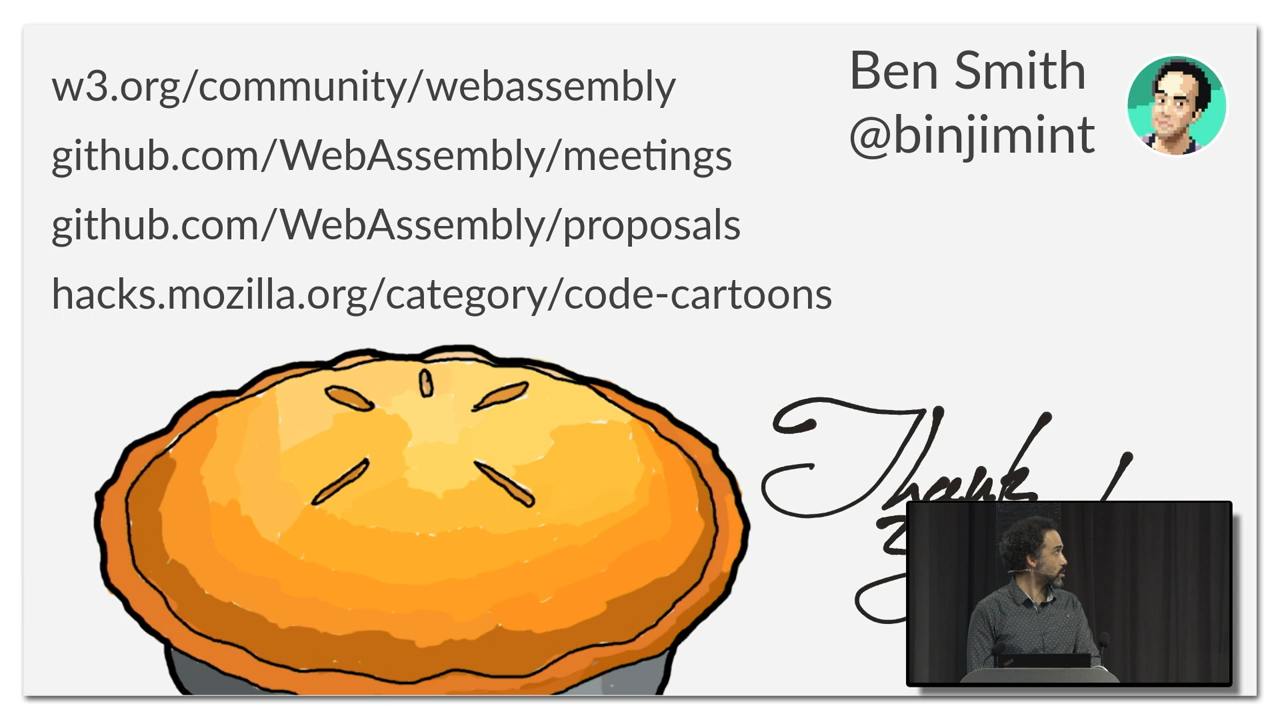 w3.org/community/webassembly
github.com/WebAssembly/meetings
github.com/WebAssembly/proposals
hacks.mozilla.org/category/code-cartoons
Ben Smith
@binjimint
Thank